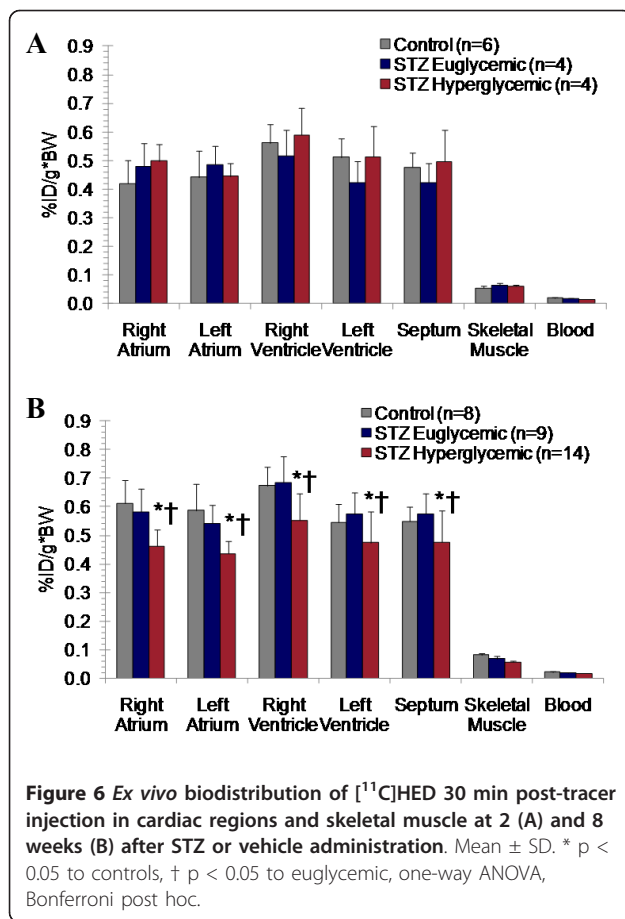 A
0.9
0.8
0.7
0.6
0.5
0.4
0.3
0.2
0.1
0.0
%ID/g*BW
Control (n=6)
STZ Euglycemic (n=4)
STZ Hyperglycemic (n=4)
Right Atrium
Left Atrium
Right Ventricle
Left Ventricle
Septum
Skeletal Muscle
Blood
B
0.9
0.8
0.7
0.6
0.5
0.4
0.3
0.2
0.1
0.0
%ID/g*BW
Control (n=8)
STZ Euglycemic (n=9)
STZ Hyperglycemic (n=14)
*†
*†
*†
*†
*†
Right Atrium
Left Atrium
Right Ventricle
Left Ventricle
Septum
Skeletal Muscle
Blood
Figure 6 Ex vivo biodistribution of [¹¹C]HED 30 min post-tracer
injection in cardiac regions and skeletal muscle at 2 (A) and 8
weeks (B) after STZ or vehicle administration. Mean ± SD. * p <
0.05 to controls, † p < 0.05 to euglycemic, one-way ANOVA,
Bonferroni post hoc.